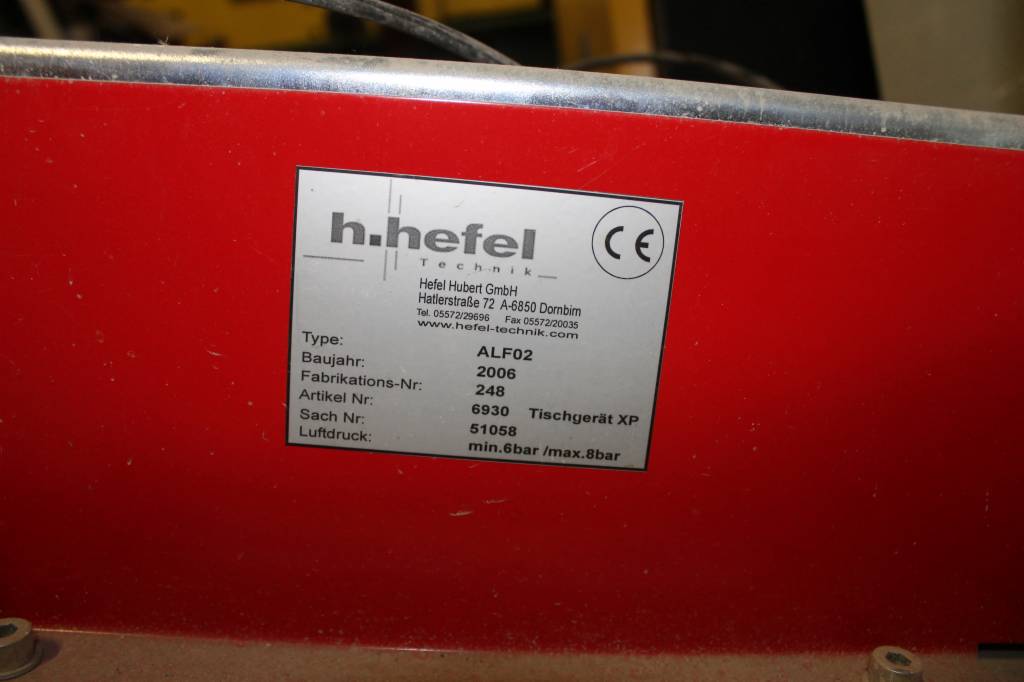 h.hefel
Technik
CE
Hefel Hubert GmbH
Hatlerstraße 72 A-6850 Dornbirn
Tel. 05572/29696 Fax 05572/20035
www.hefel-technik.com
Type: ALF02
Baujahr: 2006
Fabrikations-Nr: 248
Artikel Nr: 6930 Tischgerät XP
Sach Nr: 51058
Luftdruck: min.6bar /max.8bar